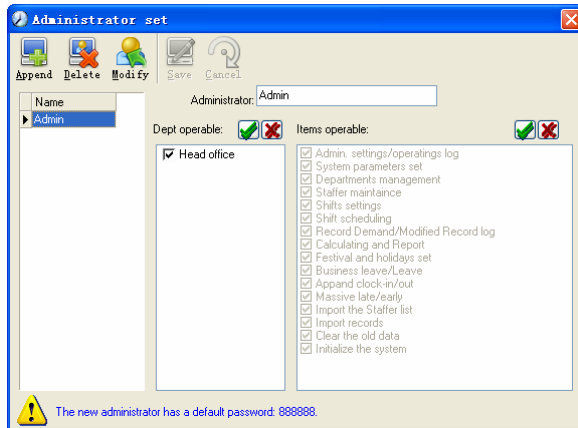 Administrator set
Append Delete Modify Save Cancel
Administrator: Admin
Name
Admin
Dept operable:
Head office
Items operable:
Admin. settings/operatings log
System parameters set
Departments management
Staffer maintaince
Shifts settings
Shift scheduling
Record Demand/Modified Record log
Calculating and Report
Festival and holidays set
Business leave/Leave
Appand clock-in/out
Massive late/early
Import the Staffer list
Import records
Clear the old data
Initialize the system
The new administrator has a default password: 888888.